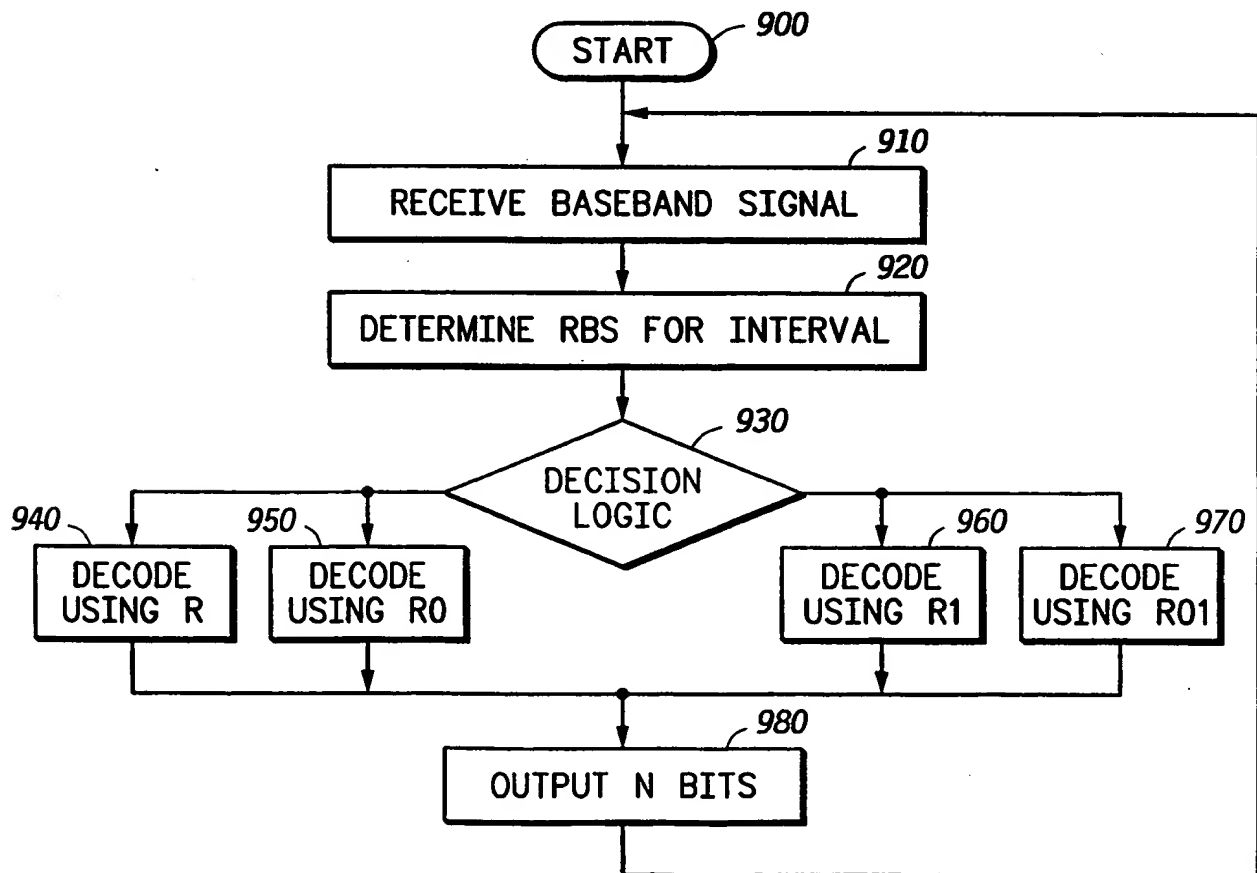 START
900
910
RECEIVE BASEBAND SIGNAL
920
DETERMINE RBS FOR INTERVAL
930
DECISION
LOGIC
940
DECODE
USING R
950
DECODE
USING R0
960
DECODE
USING R1
970
DECODE
USING R01
980
OUTPUT N BITS